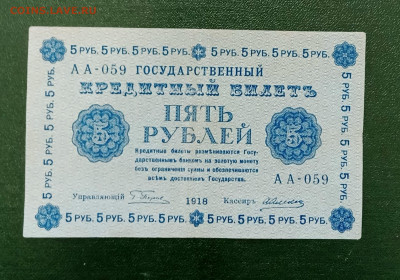 5 РУБ. 5 РУБ. 5 РУБ. 5 РУБ. 5 РУБ. 5 РУБ. 5 РУБ. 5 РУБ.
АА-059 ГОСУДАРСТВЕННЫЙ
КРЕДИТНЫЙ БИЛЕТЪ
ПЯТЬ
РУБЛЕЙ
5 5
Кредитные билеты размѣниваются Госу-
дарственнымъ банкомъ на золотую монету
безъ ограниченія суммы и обезпечиваются
всѣмъ достояніемъ Государства.
АА-059
Управляющій 1918 Кассиръ
5 РУБ. 5 РУБ. 5 РУБ. 5 РУБ. 5 РУБ. 5 РУБ. 5 РУБ. 5 РУБ.